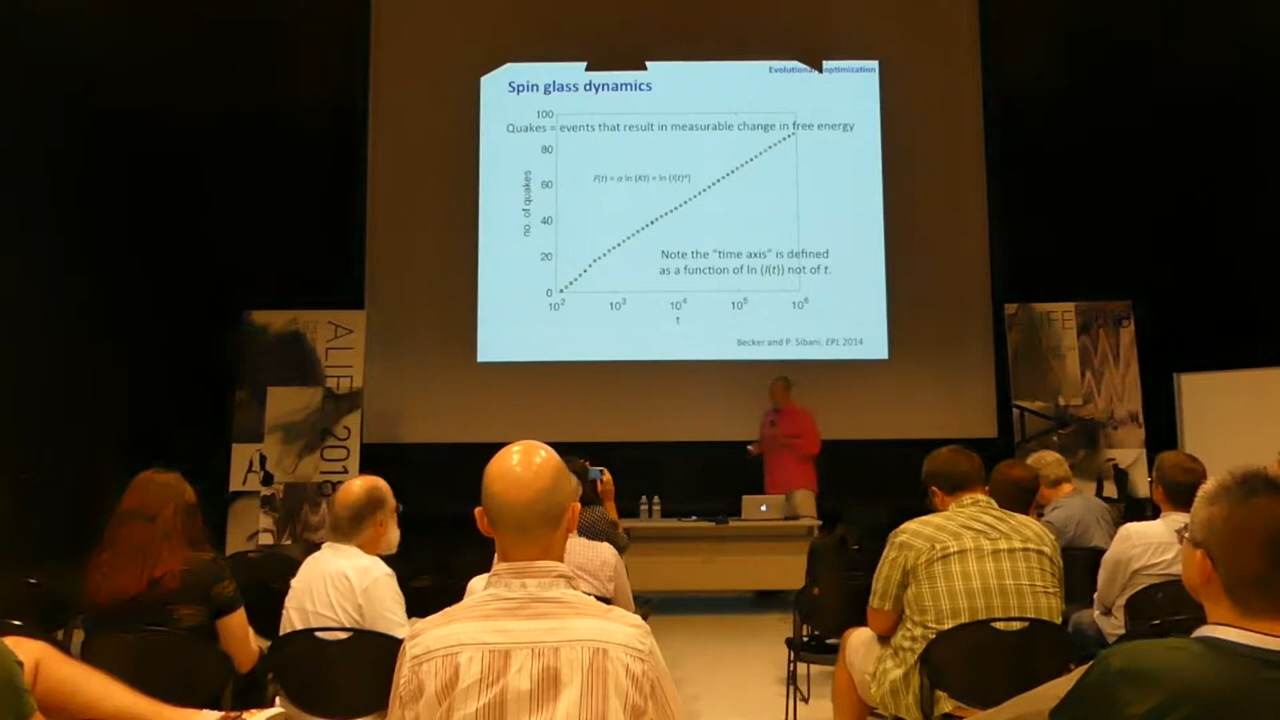 Spin glass dynamics
100
Quakes = events that result in measurable change in free energy
80
60
40
20
0
no. of quakes
Note the "time axis" is defined
as a function of ln (I(t)) not of t.
10² 10³ 10⁴ 10⁵ 10⁶
t
Becker and P. Sibani, EPL 2014
ALIFE 2018